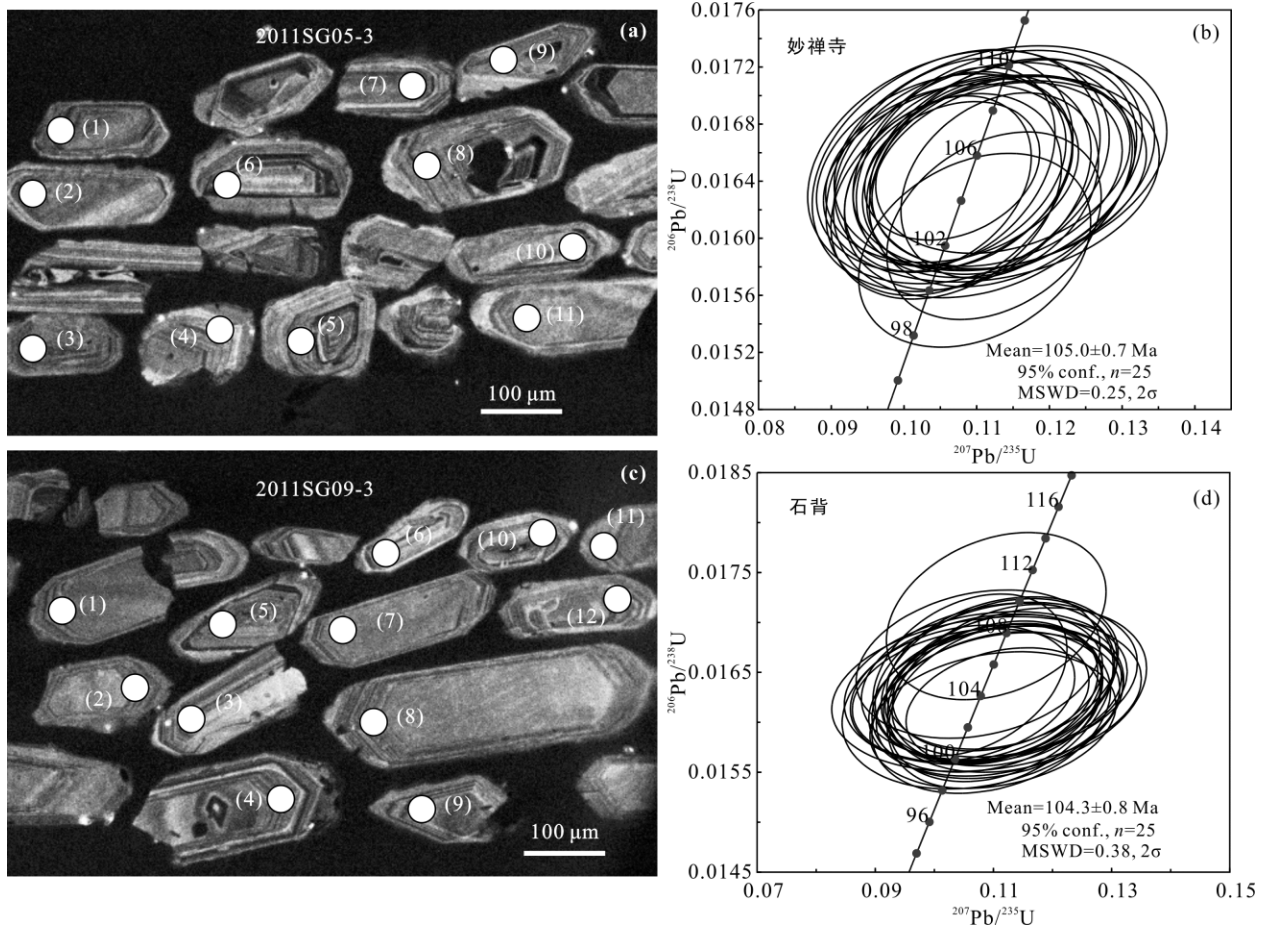 2011SG05-3
(a)
(1)
(2)
(3)
(4)
(5)
(6)
(7)
(8)
(9)
(10)
(11)
100 μm
0.0176
0.0172
0.0168
0.0164
0.0160
0.0156
0.0152
0.0148
²⁰⁶Pb/²³⁸U
妙禅寺
(b)
110
106
102
98
Mean=105.0±0.7 Ma
95% conf., n=25
MSWD=0.25, 2σ
0.08 0.10 0.11 0.12 0.13 0.14
²⁰⁷Pb/²³⁵U
2011SG09-3
(c)
(1)
(2)
(3)
(4)
(5)
(6)
(7)
(8)
(9)
(10)
(11)
(12)
100 μm
0.0185
0.0175
0.0165
0.0155
0.0145
²⁰⁶Pb/²³⁸U
石背
(d)
116
112
108
104
100
96
Mean=104.3±0.8 Ma
95% conf., n=25
MSWD=0.38, 2σ
0.07 0.09 0.11 0.13 0.15
²⁰⁷Pb/²³⁵U